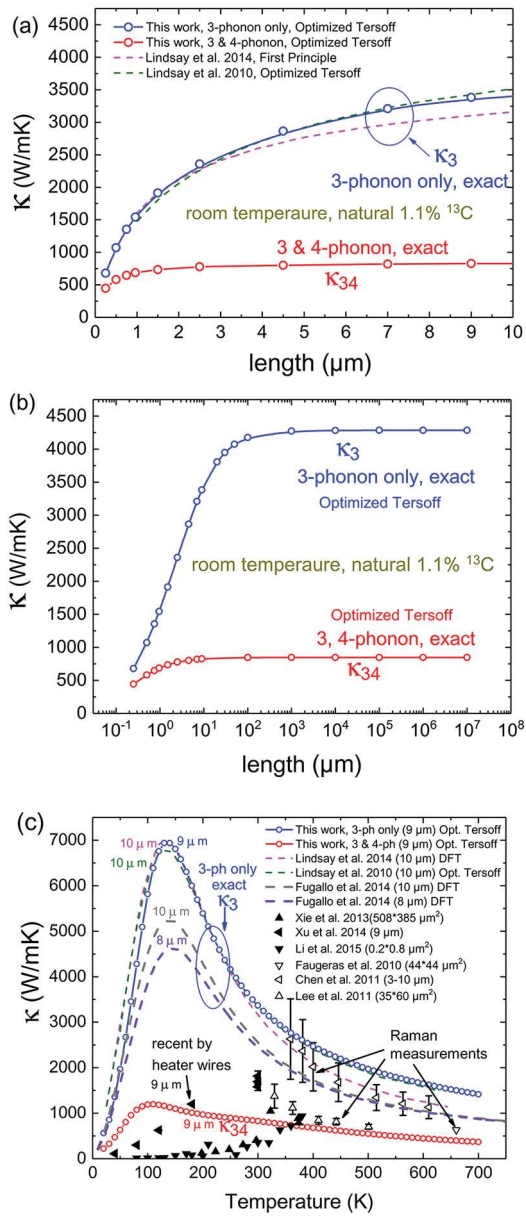 (a)
This work, 3-phonon only, Optimized Tersoff
This work, 3 & 4-phonon, Optimized Tersoff
Lindsay et al. 2014, First Principle
Lindsay et al. 2010, Optimized Tersoff
4500
4000
3500
3000
2500
2000
1500
1000
500
0
κ (W/mK)
κ3
3-phonon only, exact
room temperaure, natural 1.1% 13C
3 & 4-phonon, exact
κ34
0 1 2 3 4 5 6 7 8 9 10
length (μm)
(b)
4500
4000
3500
3000
2500
2000
1500
1000
500
0
κ (W/mK)
κ3
3-phonon only, exact
Optimized Tersoff
room temperaure, natural 1.1% 13C
Optimized Tersoff
3, 4-phonon, exact
κ34
10-1 100 101 102 103 104 105 106 107 108
length (μm)
(c)
7000
6000
5000
4000
3000
2000
1000
0
κ (W/mK)
10 μm
9 μm
10 μm
3-ph only
exact
κ3
10 μm
8 μm
This work, 3-ph only (9 μm) Opt. Tersoff
This work, 3 & 4-ph (9 μm) Opt. Tersoff
Lindsay et al. 2014 (10 μm) DFT
Lindsay et al. 2010 (10 μm) Opt. Tersoff
Fugallo et al. 2014 (10 μm) DFT
Fugallo et al. 2014 (8 μm) DFT
Xie et al. 2013(508*385 μm2)
Xu et al. 2014 (9 μm)
Li et al. 2015 (0.2*0.8 μm2)
Faugeras et al. 2010 (44*44 μm2)
Chen et al. 2011 (3-10 μm)
Lee et al. 2011 (35*60 μm2)
recent by
heater wires
9 μm
Raman
measurements
9 μm κ34
0 100 200 300 400 500 600 700
Temperature (K)